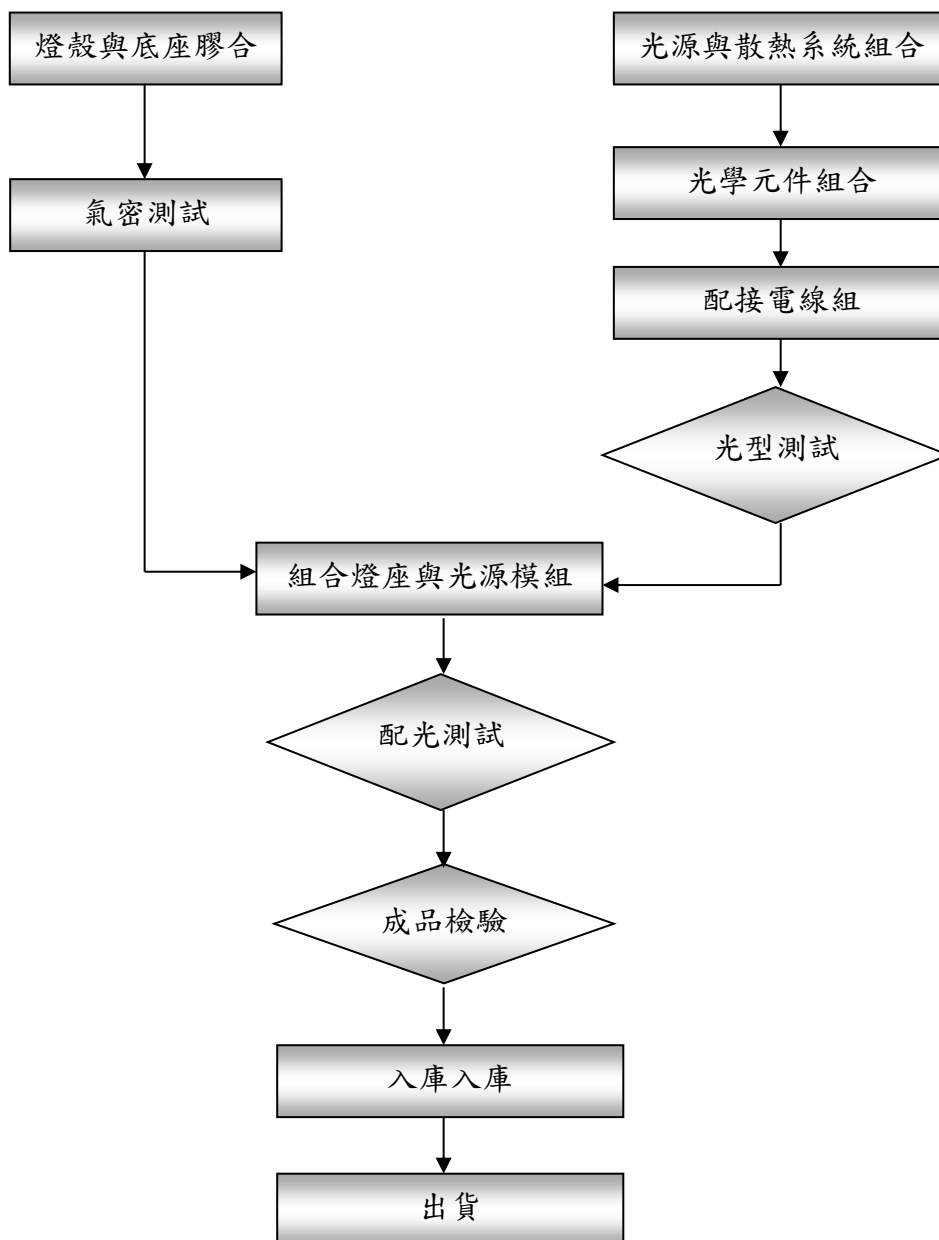 燈殼與底座膠合
光源與散熱系統組合
光學元件組合
氣密測試
配接電線組
光型測試
組合燈座與光源模組
配光測試
成品檢驗
入庫入庫
出貨